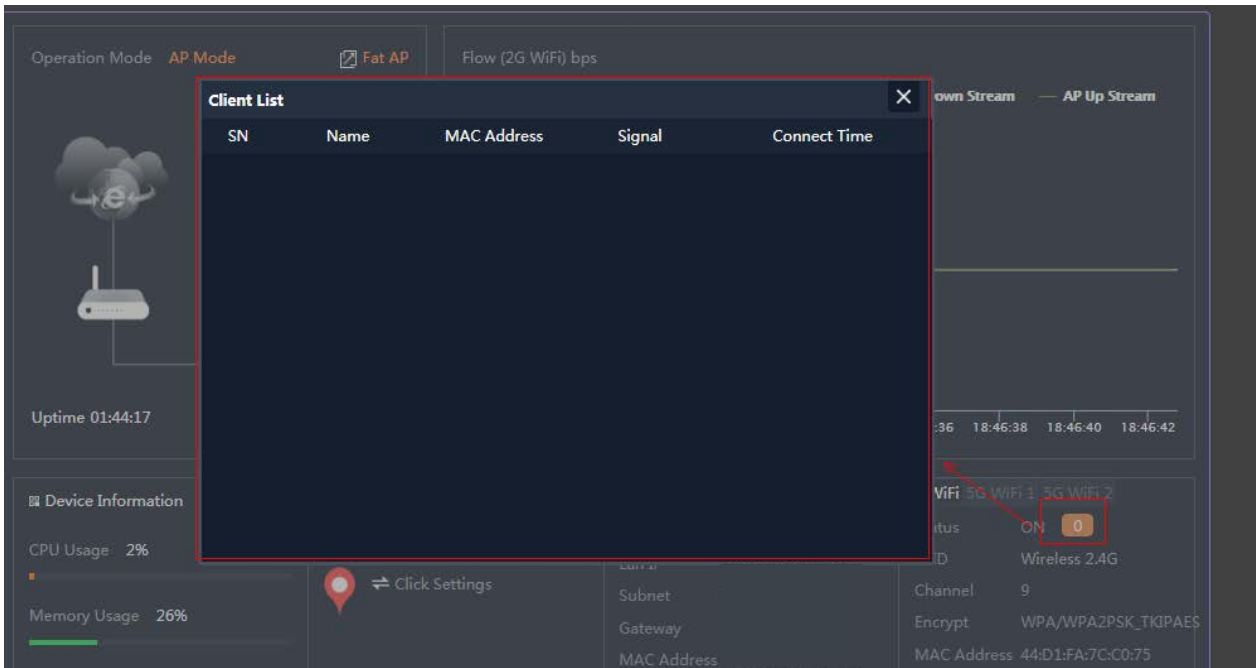 Operation Mode AP Mode Fat AP
Flow (2G WiFi) bps
own Stream — AP Up Stream
Client List
SN Name MAC Address Signal Connect Time
Uptime 01:44:17
:36 18:46:38 18:46:40 18:46:42
Device Information
CPU Usage 2%
Memory Usage 26%
Click Settings
Subnet
Gateway
MAC Address
WiFi 5G WiFi 1 5G WiFi 2
atus ON 0
ID Wireless 2.4G
Channel 9
Encrypt WPA/WPA2PSK_TKIPAES
MAC Address 44:D1:FA:7C:C0:75